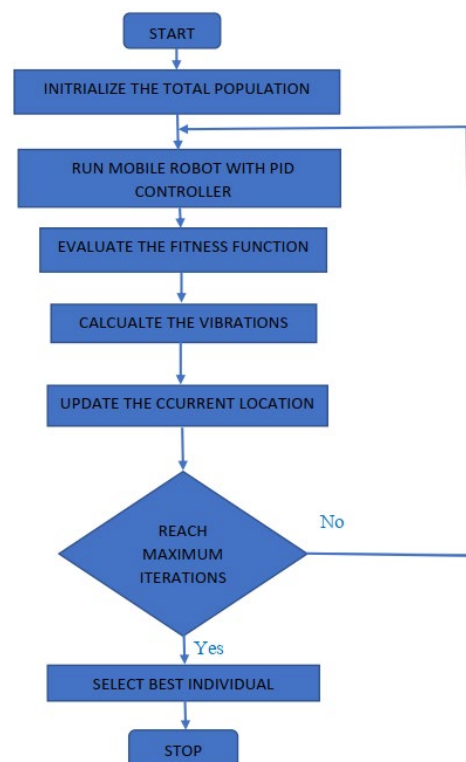 START
INITRIALIZE THE TOTAL POPULATION
RUN MOBILE ROBOT WITH PID
CONTROLLER
EVALUATE THE FITNESS FUNCTION
CALCUALTE THE VIBRATIONS
UPDATE THE CCURRENT LOCATION
REACH
MAXIMUM
ITERATIONS
No
Yes
SELECT BEST INDIVIDUAL
STOP